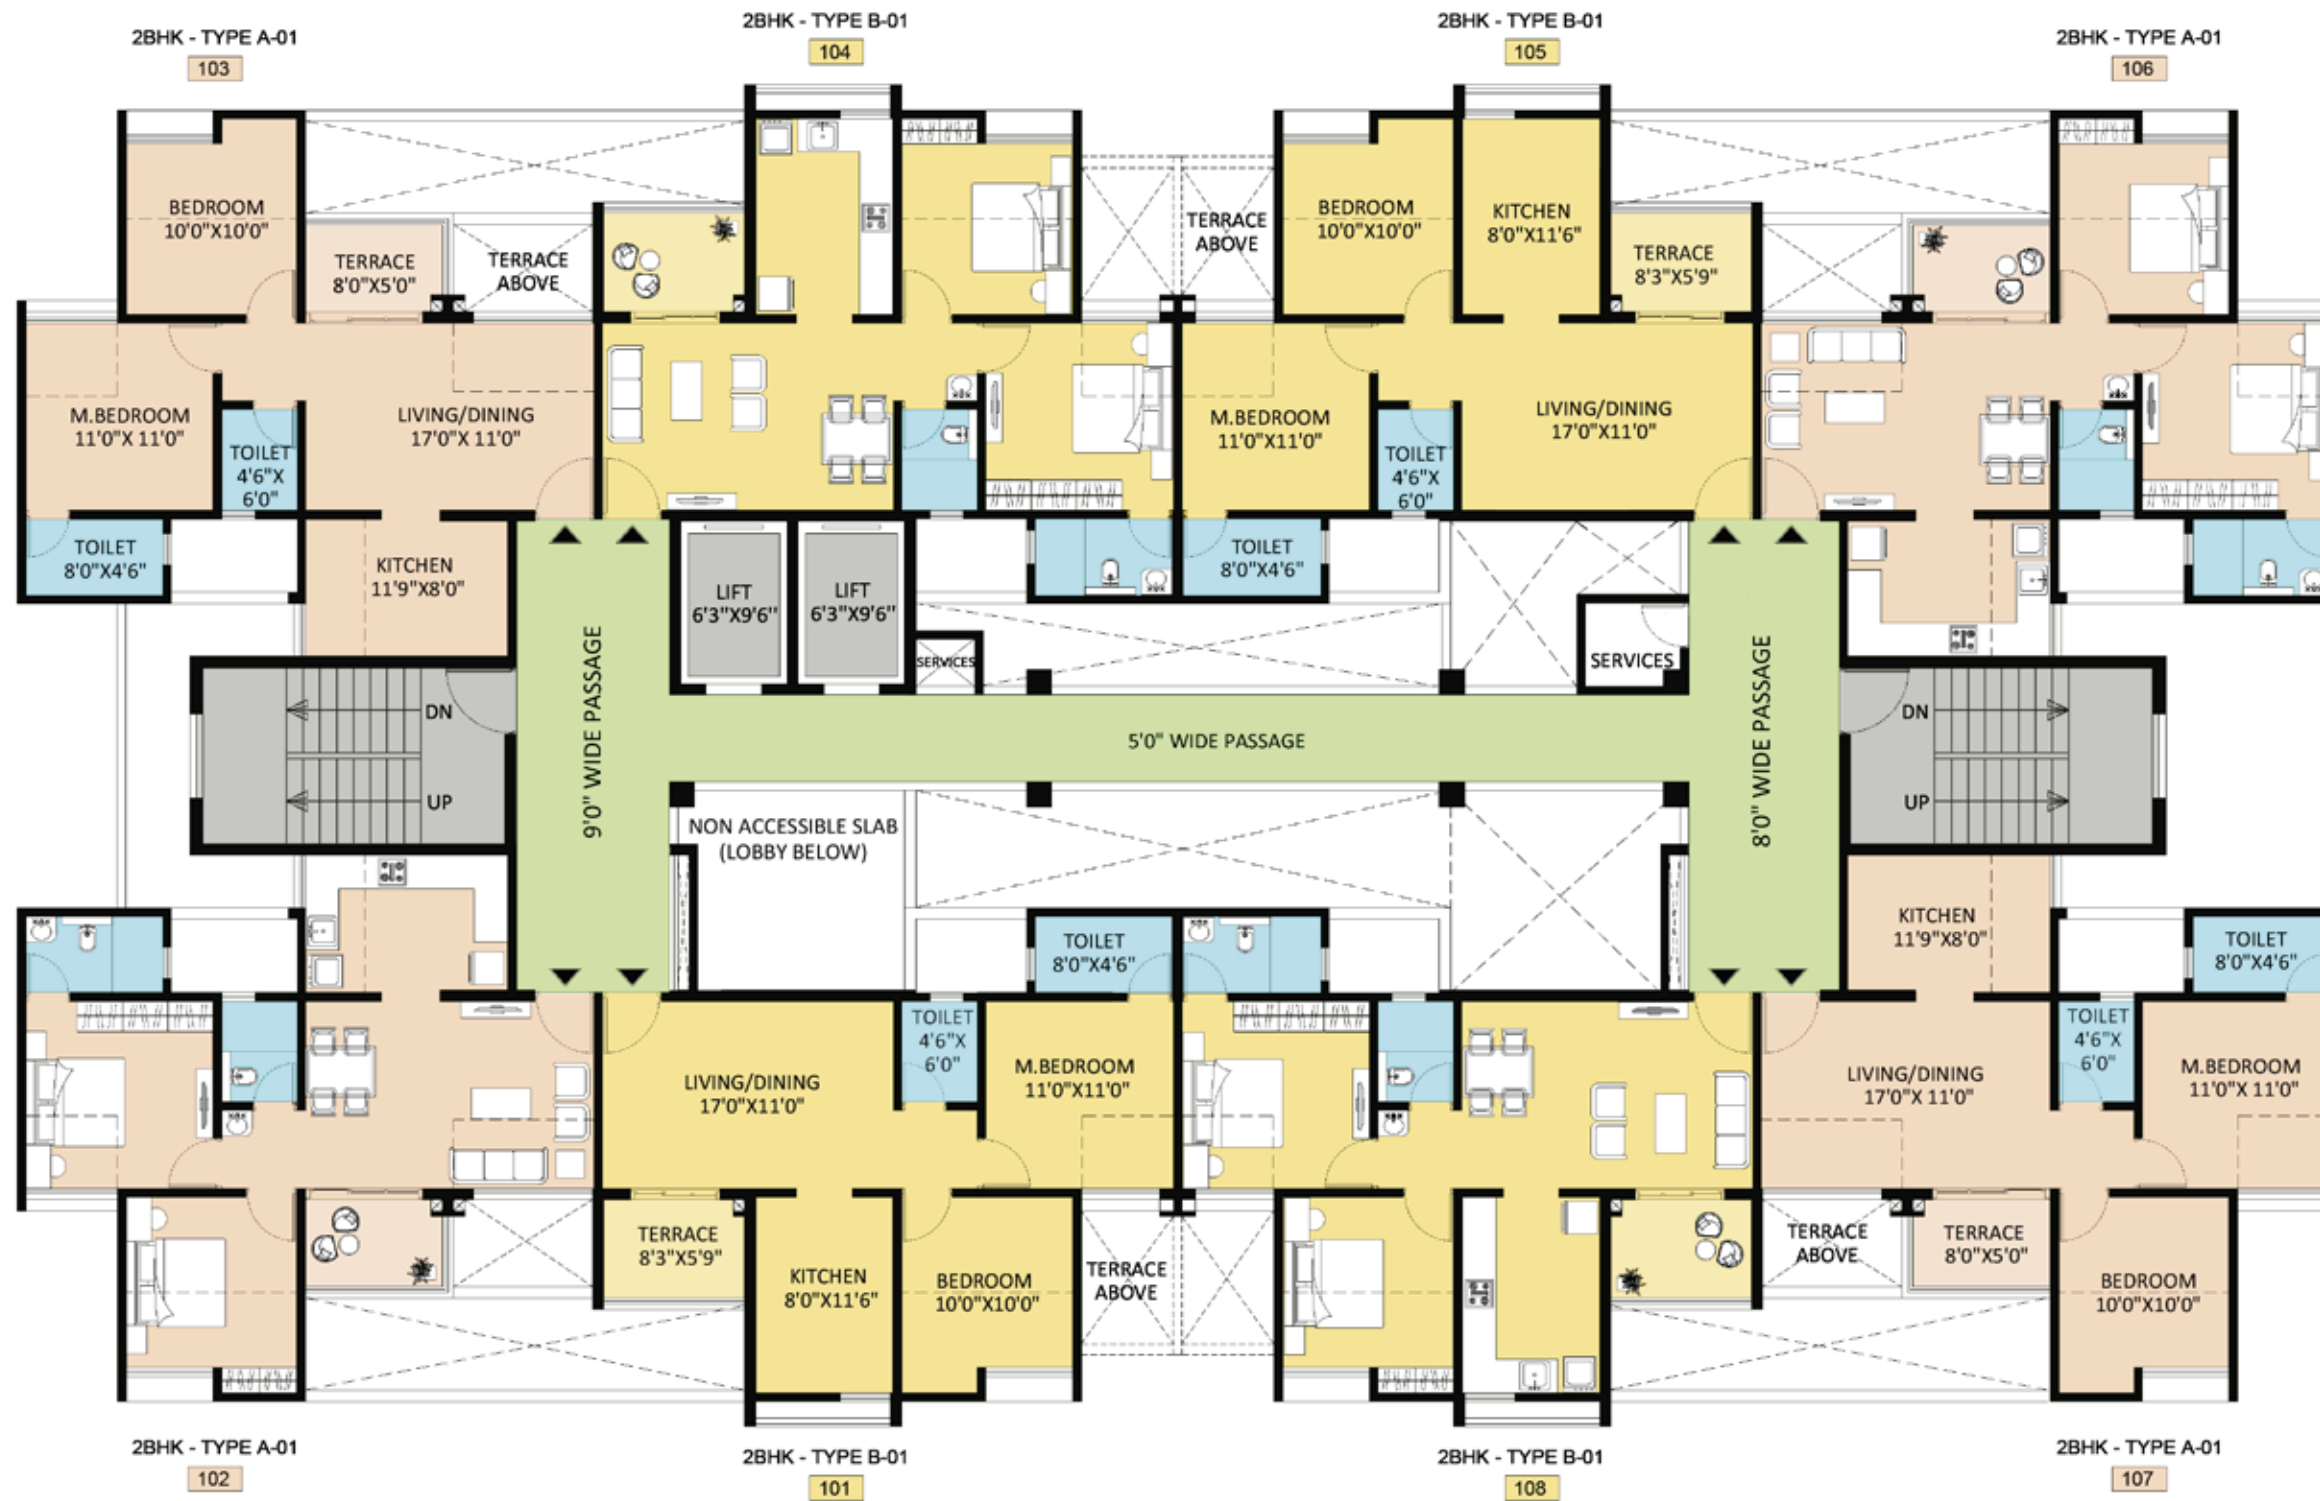 2BHK - TYPE A-01
103
2BHK - TYPE B-01
104
2BHK - TYPE B-01
105
2BHK - TYPE A-01
106
BEDROOM
10'0"X10'0"
TERRACE
8'0"X5'0"
TERRACE
ABOVE
TERRACE
ABOVE
BEDROOM
10'0"X10'0"
KITCHEN
8'0"X11'6"
TERRACE
8'3"X5'9"
M.BEDROOM
11'0"X 11'0"
TOILET
4'6"X
6'0"
LIVING/DINING
17'0"X 11'0"
M.BEDROOM
11'0"X11'0"
TOILET
4'6"X
6'0"
LIVING/DINING
17'0"X11'0"
TOILET
8'0"X4'6"
KITCHEN
11'9"X8'0"
LIFT
6'3"X9'6"
LIFT
6'3"X9'6"
TOILET
8'0"X4'6"
SERVICES
SERVICES
9'0" WIDE PASSAGE
5'0" WIDE PASSAGE
8'0" WIDE PASSAGE
DN
UP
DN
UP
NON ACCESSIBLE SLAB
(LOBBY BELOW)
TOILET
8'0"X4'6"
KITCHEN
11'9"X8'0"
TOILET
8'0"X4'6"
LIVING/DINING
17'0"X11'0"
TOILET
4'6"X
6'0"
M.BEDROOM
11'0"X11'0"
LIVING/DINING
17'0"X 11'0"
TOILET
4'6"X
6'0"
M.BEDROOM
11'0"X 11'0"
TERRACE
8'3"X5'9"
KITCHEN
8'0"X11'6"
BEDROOM
10'0"X10'0"
TERRACE
ABOVE
TERRACE
ABOVE
TERRACE
8'0"X5'0"
BEDROOM
10'0"X10'0"
2BHK - TYPE A-01
102
2BHK - TYPE B-01
101
2BHK - TYPE B-01
108
2BHK - TYPE A-01
107